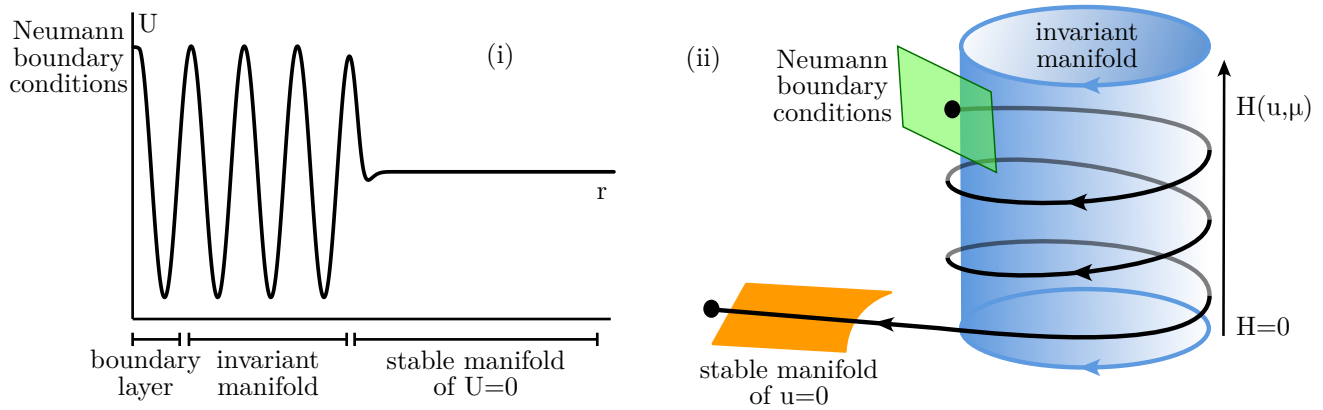 Neumann
boundary
conditions
U
(i)
r
boundary
layer
invariant
manifold
stable manifold
of U=0
(ii)
Neumann
boundary
conditions
invariant
manifold
H(u,μ)
H=0
stable manifold
of u=0